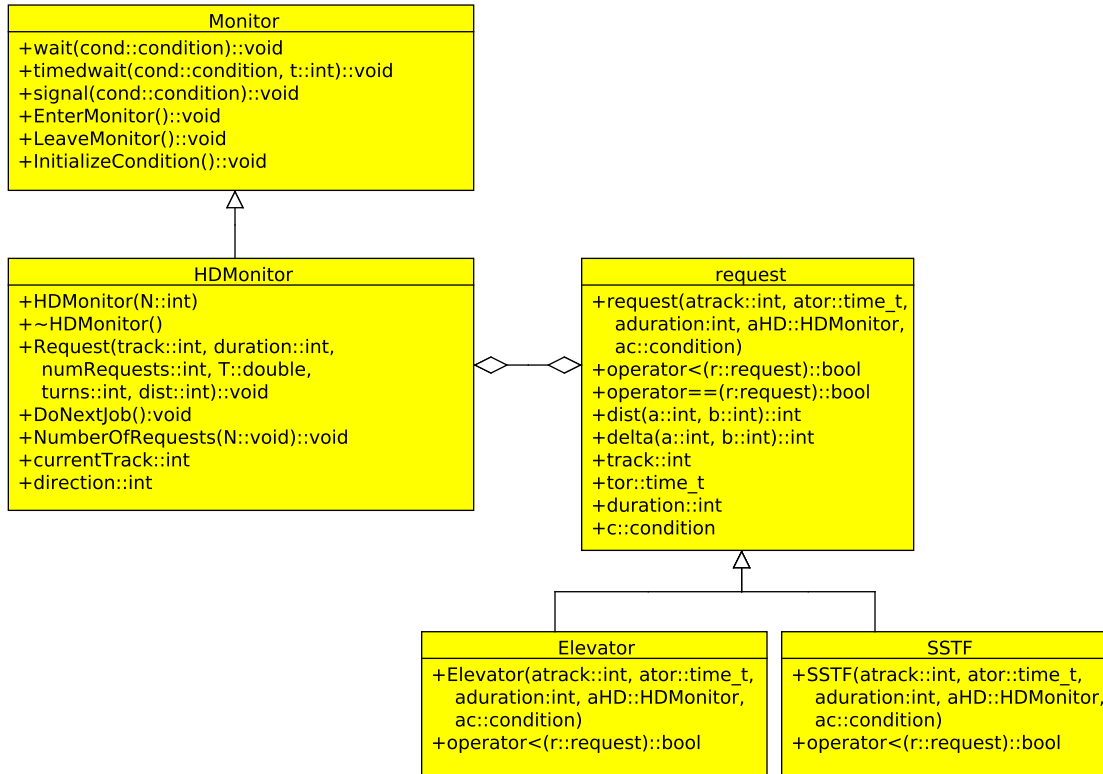 Monitor
+wait(cond::condition)::void
+timedwait(cond::condition, t::int)::void
+signal(cond::condition)::void
+EnterMonitor()::void
+LeaveMonitor()::void
+InitializeCondition()::void
HDMonitor
+HDMonitor(N::int)
+~HDMonitor()
+Request(track::int, duration::int,
numRequests::int, T::double,
turns::int, dist::int)::void
+DoNextJob():void
+NumberOfRequests(N::void)::void
+currentTrack::int
+direction::int
request
+request(atrack::int, ator::time_t,
aduration:int, aHD::HDMonitor,
ac::condition)
+operator<(r::request)::bool
+operator==(r:request)::bool
+dist(a::int, b::int)::int
+delta(a::int, b::int)::int
+track::int
+tor::time_t
+duration::int
+c::condition
Elevator
+Elevator(atrack::int, ator::time_t,
aduration:int, aHD::HDMonitor,
ac::condition)
+operator<(r::request)::bool
SSTF
+SSTF(atrack::int, ator::time_t,
aduration:int, aHD::HDMonitor,
ac::condition)
+operator<(r::request)::bool